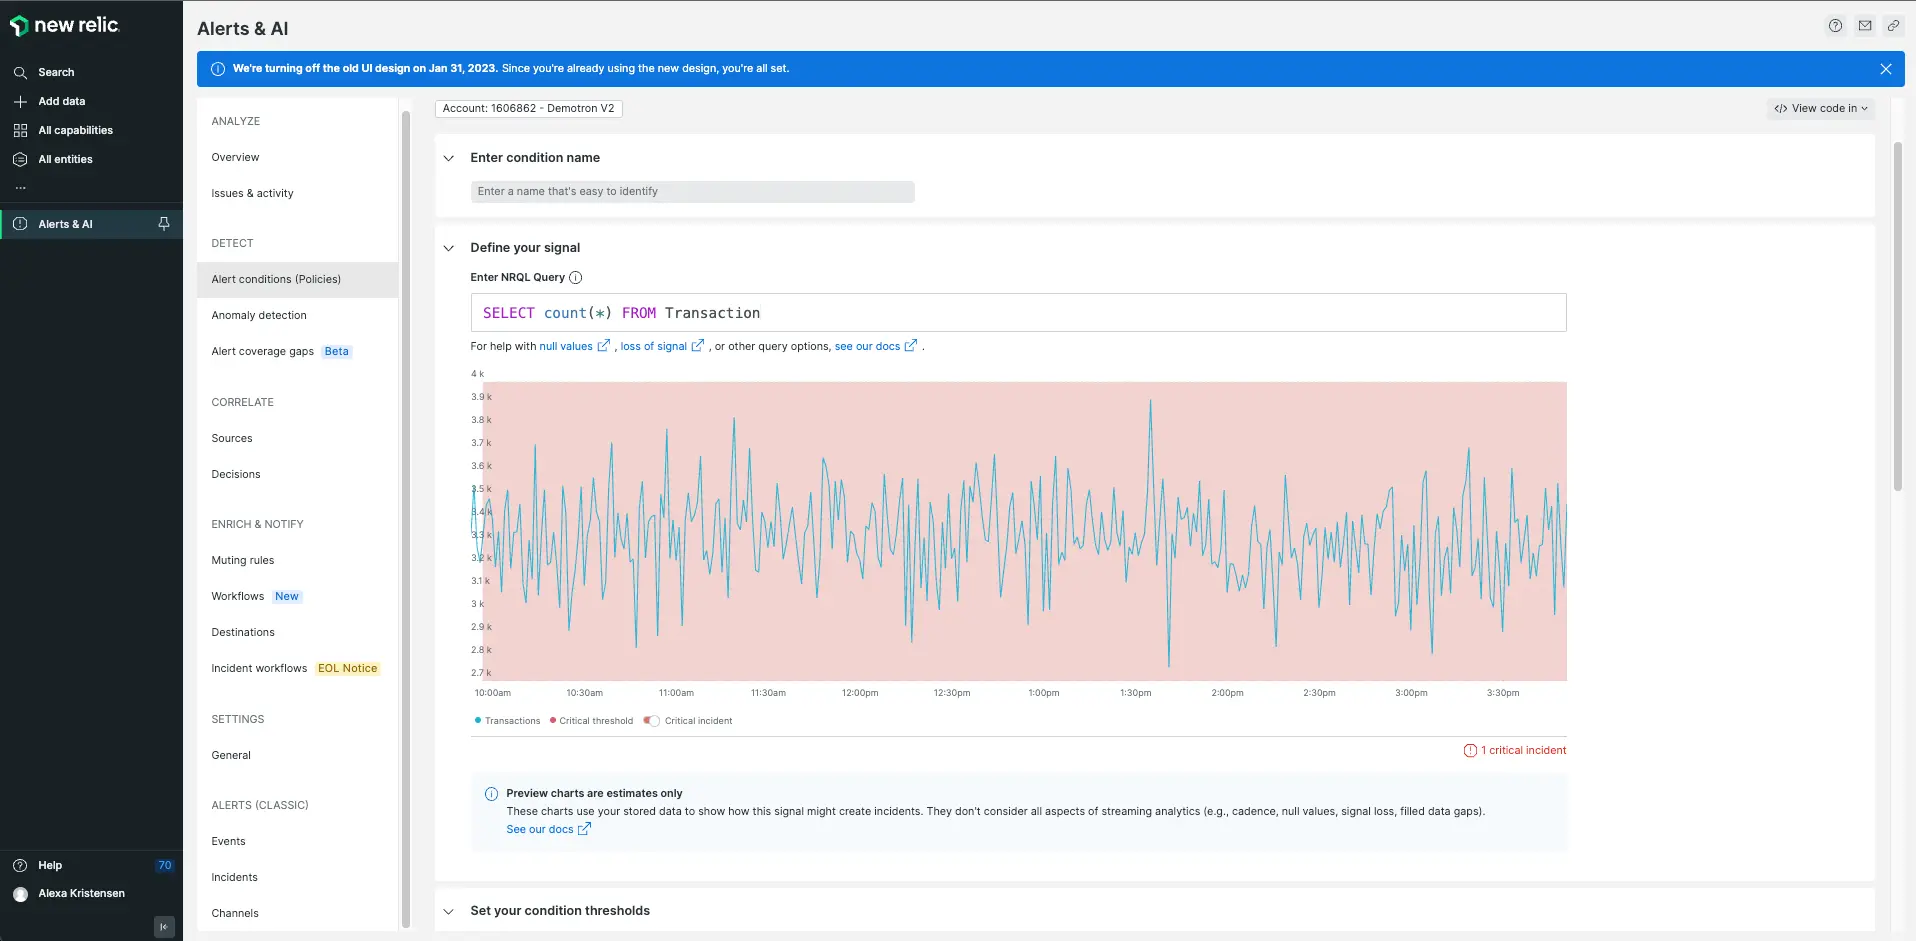 new relic.
Search
Add data
All capabilities
All entities
...
Alerts & AI
Help 70
Alexa Kristensen
Alerts & AI
We're turning off the old UI design on Jan 31, 2023. Since you're already using the new design, you're all set.
ANALYZE
Overview
Issues & activity
DETECT
Alert conditions (Policies)
Anomaly detection
Alert coverage gaps Beta
CORRELATE
Sources
Decisions
ENRICH & NOTIFY
Muting rules
Workflows New
Destinations
Incident workflows EOL Notice
SETTINGS
General
ALERTS (CLASSIC)
Events
Incidents
Channels
Account: 1606862 - Demotron V2
</> View code in
Enter condition name
Enter a name that's easy to identify
Define your signal
Enter NRQL Query
SELECT count(*) FROM Transaction
For help with null values , loss of signal , or other query options, see our docs .
4 k
3.9 k
3.8 k
3.7 k
3.6 k
3.5 k
3.4 k
3.3 k
3.2 k
3.1 k
3 k
2.9 k
2.8 k
2.7 k
10:00am 10:30am 11:00am 11:30am 12:00pm 12:30pm 1:00pm 1:30pm 2:00pm 2:30pm 3:00pm 3:30pm
Transactions Critical threshold Critical incident
1 critical incident
Preview charts are estimates only
These charts use your stored data to show how this signal might create incidents. They don't consider all aspects of streaming analytics (e.g., cadence, null values, signal loss, filled data gaps).
See our docs
Set your condition thresholds